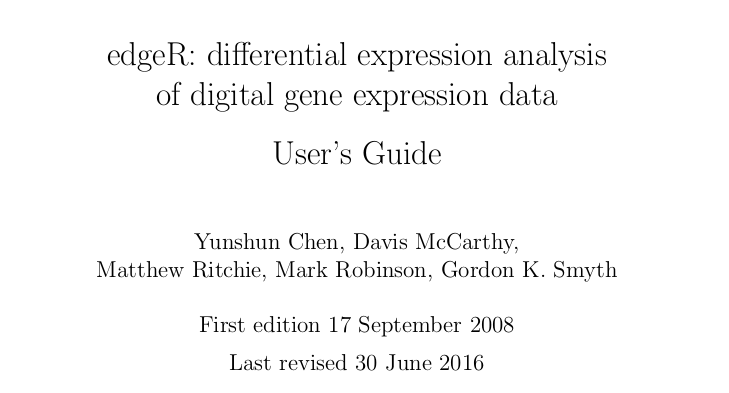 edgeR: differential expression analysis
of digital gene expression data
User's Guide
Yunshun Chen, Davis McCarthy,
Matthew Ritchie, Mark Robinson, Gordon K. Smyth
First edition 17 September 2008
Last revised 30 June 2016